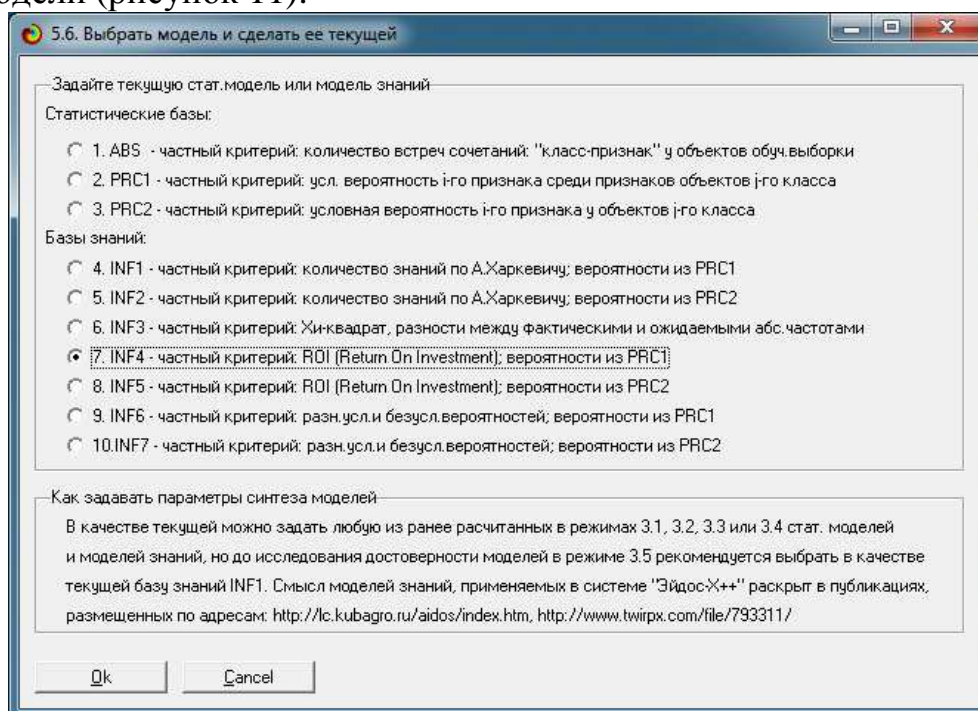 одели (рисунок 11).
5.6. Выбрать модель и сделать ее текущей
Задайте текущую стат.модель или модель знаний
Статистические базы:
1. ABS - частный критерий: количество встреч сочетаний: "класс-признак" у объектов обуч.выборки
2. PRC1 - частный критерий: усл. вероятность i-го признака среди признаков объектов j-го класса
3. PRC2 - частный критерий: условная вероятность i-го признака у объектов j-го класса
Базы знаний:
4. INF1 - частный критерий: количество знаний по А.Харкевичу; вероятности из PRC1
5. INF2 - частный критерий: количество знаний по А.Харкевичу; вероятности из PRC2
6. INF3 - частный критерий: Хи-квадрат, разности между фактическими и ожидаемыми абс.частотами
7. INF4 - частный критерий: ROI (Return On Investment); вероятности из PRC1
8. INF5 - частный критерий: ROI (Return On Investment); вероятности из PRC2
9. INF6 - частный критерий: разн.усл.и безусл.вероятностей; вероятности из PRC1
10.INF7 - частный критерий: разн.усл.и безусл.вероятностей; вероятности из PRC2
Как задавать параметры синтеза моделей
В качестве текущей можно задать любую из ранее расчитанных в режимах 3.1, 3.2, 3.3 или 3.4 стат. моделей
и моделей знаний, но до исследования достоверности моделей в режиме 3.5 рекомендуется выбрать в качестве
текущей базу знаний INF1. Смысл моделей знаний, применяемых в системе "Эйдос-Х++" раскрыт в публикациях,
размещенных по адресам: http://lc.kubagro.ru/aidos/index.htm, http://www.twirpx.com/file/793311/
Ok Cancel